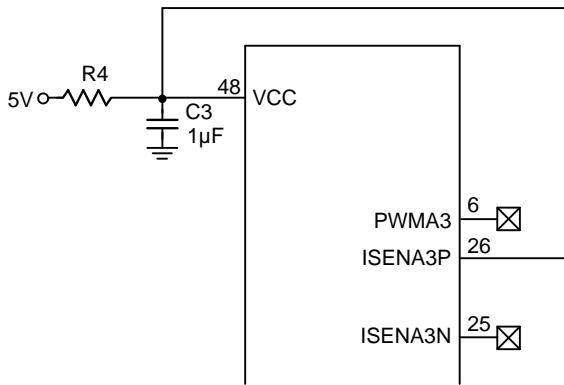 R4
5V
48
VCC
C3
1µF
6
PWMA3
26
ISENA3P
25
ISENA3N